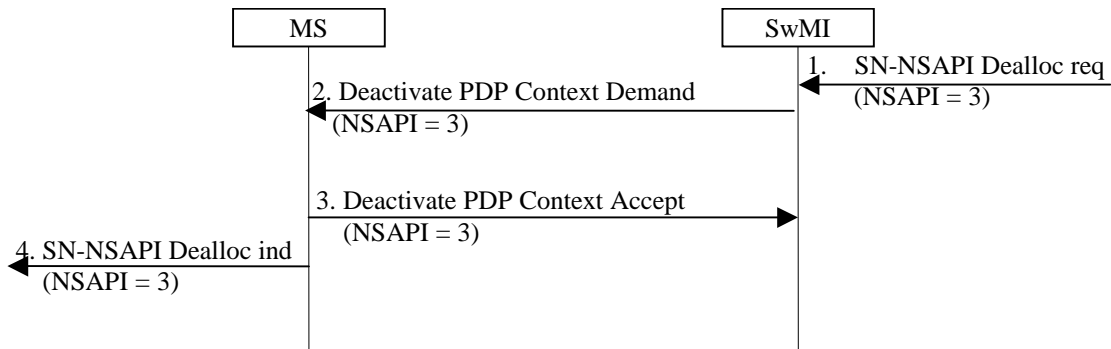 MS
SwMI
1. SN-NSAPI Dealloc req
(NSAPI = 3)
2. Deactivate PDP Context Demand
(NSAPI = 3)
3. Deactivate PDP Context Accept
(NSAPI = 3)
4. SN-NSAPI Dealloc ind
(NSAPI = 3)